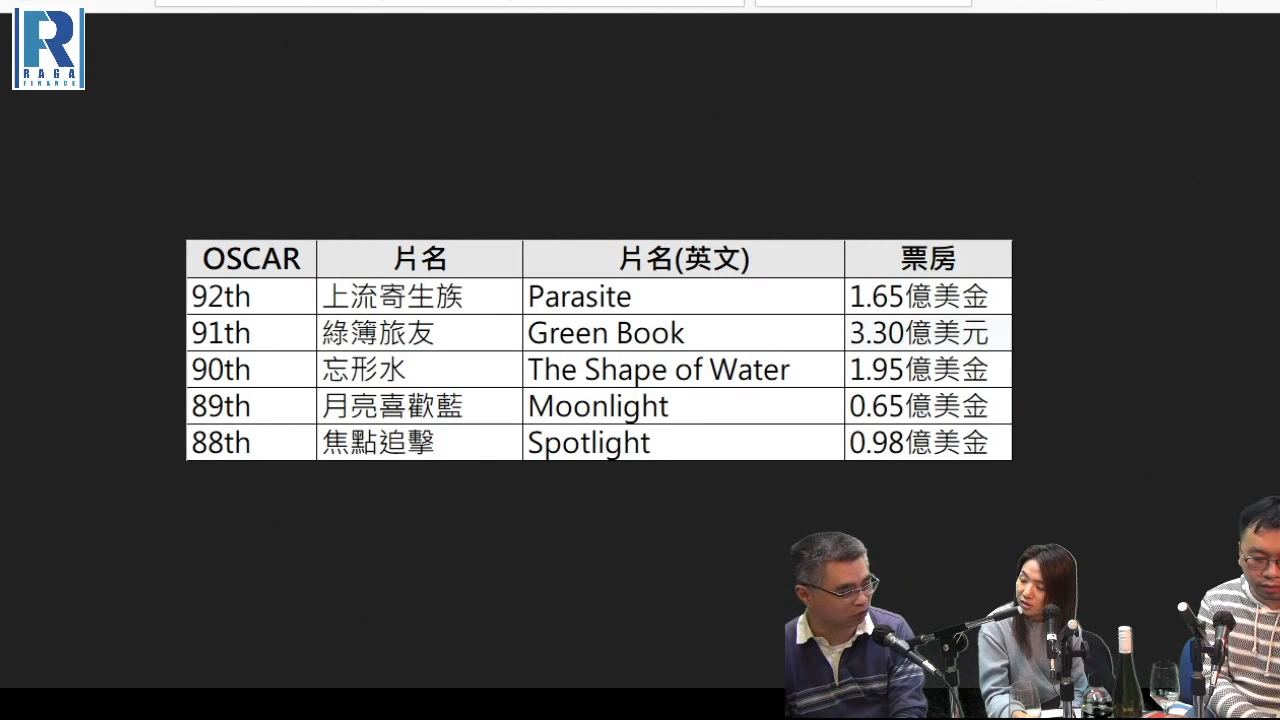 RAGA
FINANCE
OSCAR 片名 片名(英文) 票房
92th 上流寄生族 Parasite 1.65億美金
91th 綠簿旅友 Green Book 3.30億美元
90th 忘形水 The Shape of Water 1.95億美金
89th 月亮喜歡藍 Moonlight 0.65億美金
88th 焦點追擊 Spotlight 0.98億美金